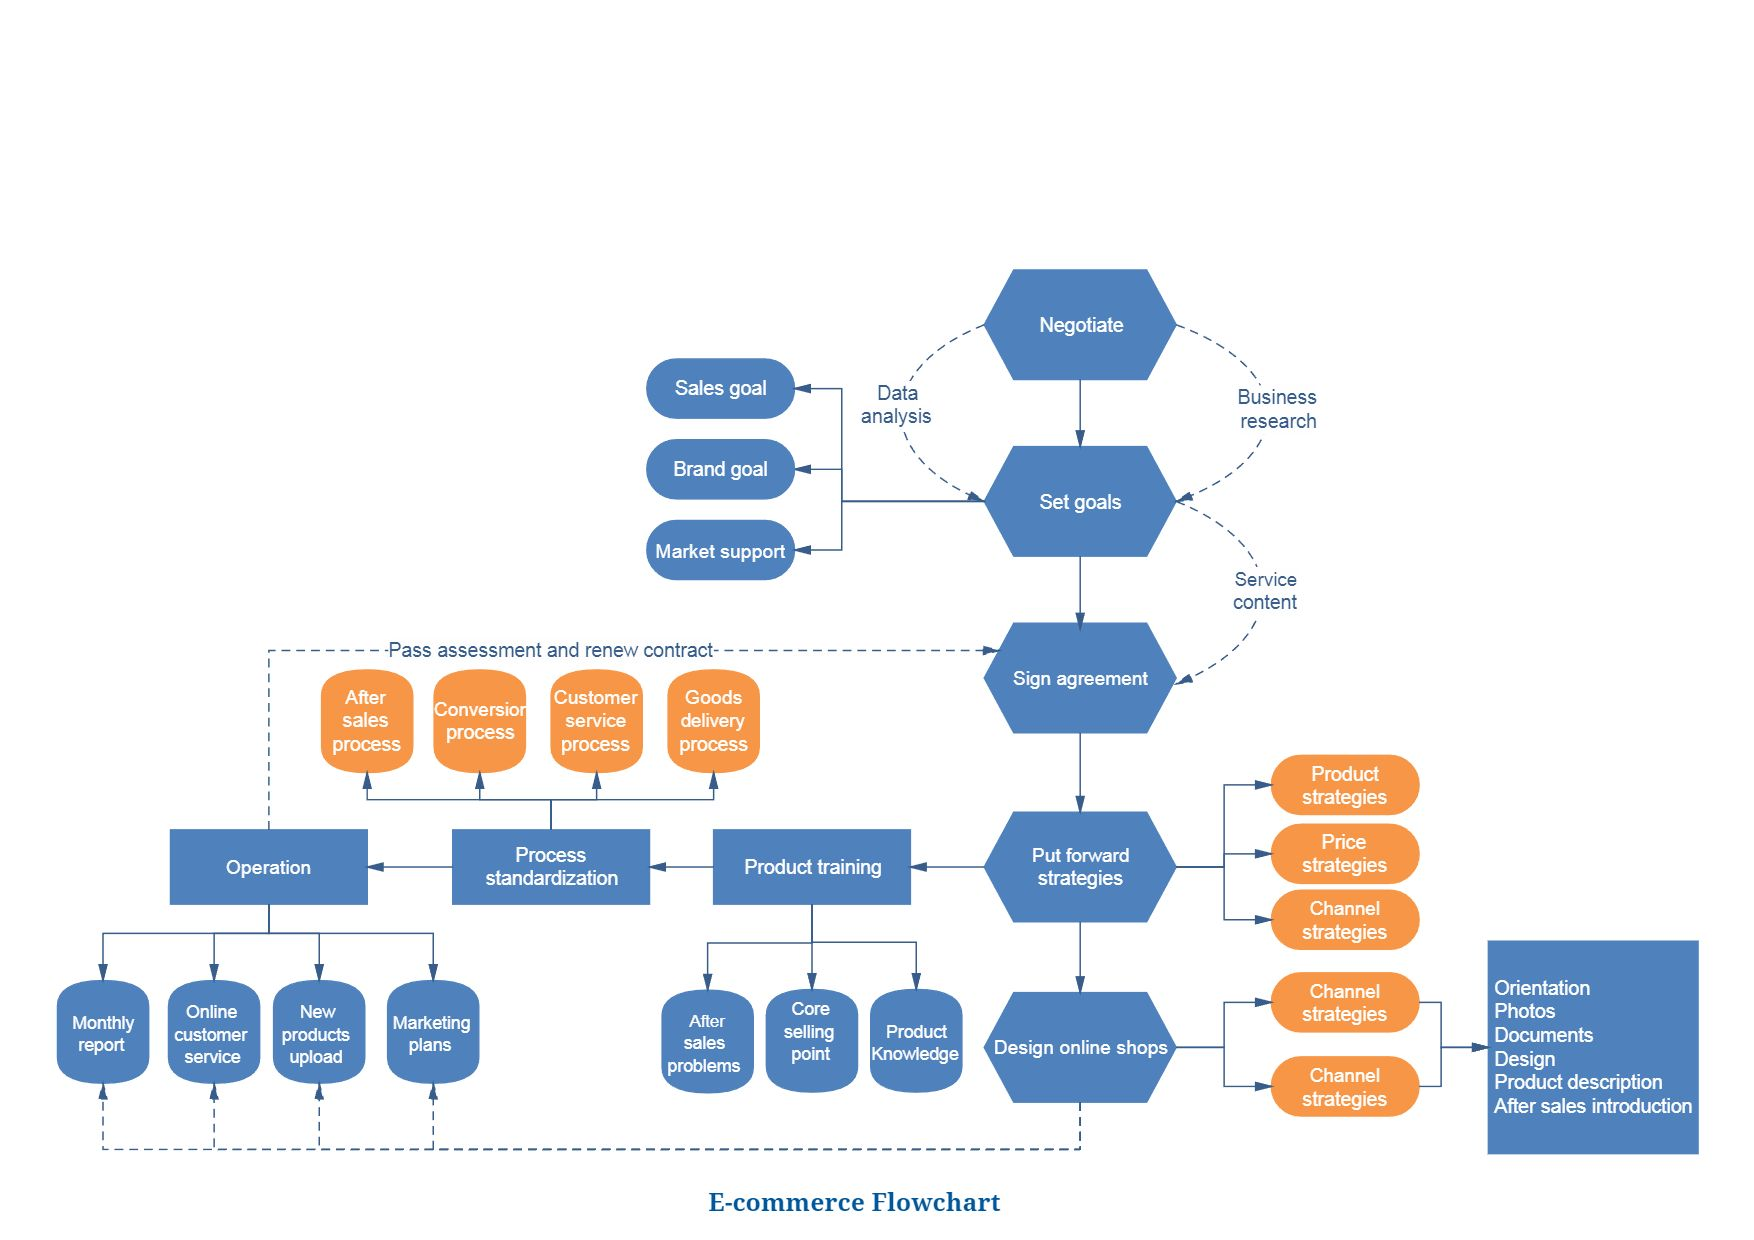 Negotiate
Data
analysis
Business
research
Sales goal
Brand goal
Market support
Set goals
Service
content
Pass assessment and renew contract
Sign agreement
After
sales
process
Conversion
process
Customer
service
process
Goods
delivery
process
Operation
Process
standardization
Product training
Put forward
strategies
Product
strategies
Price
strategies
Channel
strategies
Monthly
report
Online
customer
service
New
products
upload
Marketing
plans
After
sales
problems
Core
selling
point
Product
Knowledge
Design online shops
Channel
strategies
Channel
strategies
Orientation
Photos
Documents
Design
Product description
After sales introduction
E-commerce Flowchart